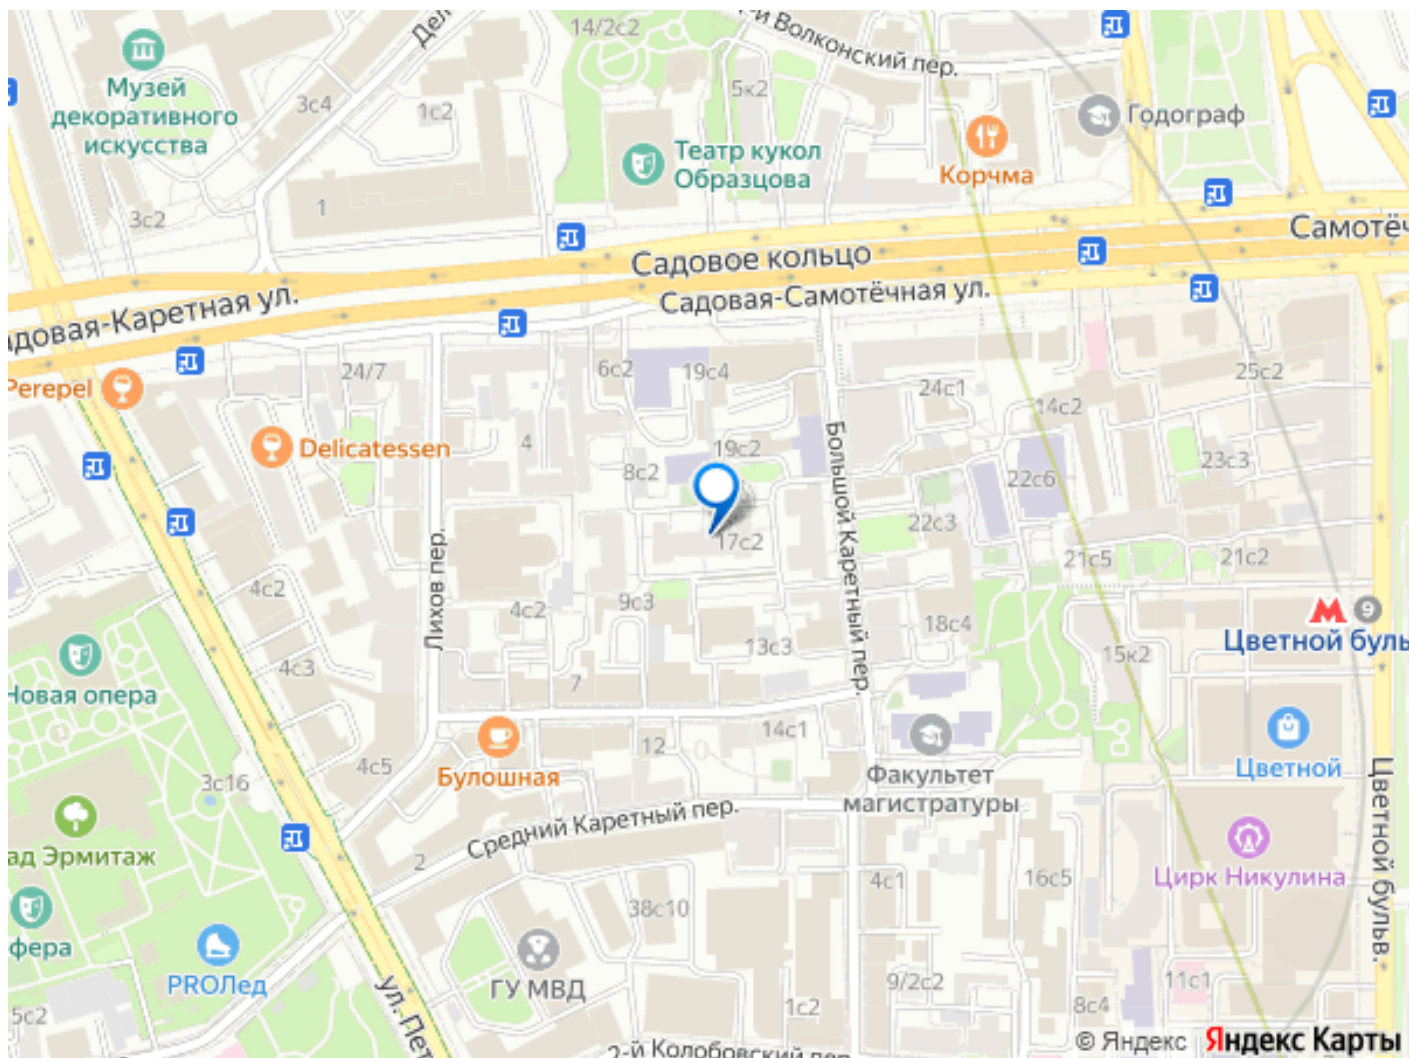 14/2с2
2-й Волконский пер.
Музей
декоративного
искусства
3с4
1с2
5к2
Годограф
Театр кукол
Образцова
Корчма
1
3с2
Самотёч
Садовое кольцо
Садовая-Самотёчная ул.
адовая-Каретная ул.
24/7
6с2
19с4
24с1
25с2
Perepel
14с2
Delicatessen
4
19с2
Большой Каретный пер.
8с2
22с6
23с3
22с3
17с2
21с5
21с2
Лихов пер.
4с2
9с3
4с2
18с4
9
Цветной буль
13с3
15к2
4с3
7
Новая опера
14с1
12
Булошная
4с5
3с16
Факультет
магистратуры
Цветной
Цветной бульв.
Средний Каретный пер.
ад Эрмитаж
2
4с1
16с5
Цирк Никулина
38с10
фера
PROЛед
ГУ МВД
9/2с2
11с1
5с2
1с2
8с4
ул. Пет
© Яндекс
Яндекс Карты
2-й Колобовский пер.